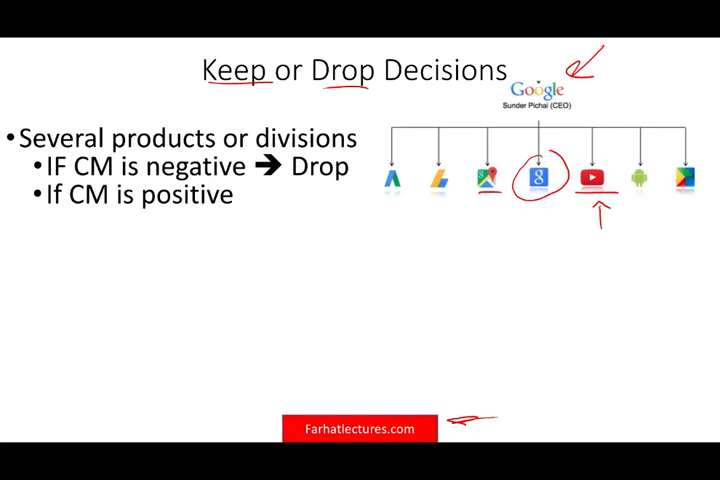 Keep or Drop Decisions
Google
Sunder Pichai (CEO)
•Several products or divisions
•IF CM is negative ➔ Drop
•If CM is positive
Farhatlectures.com